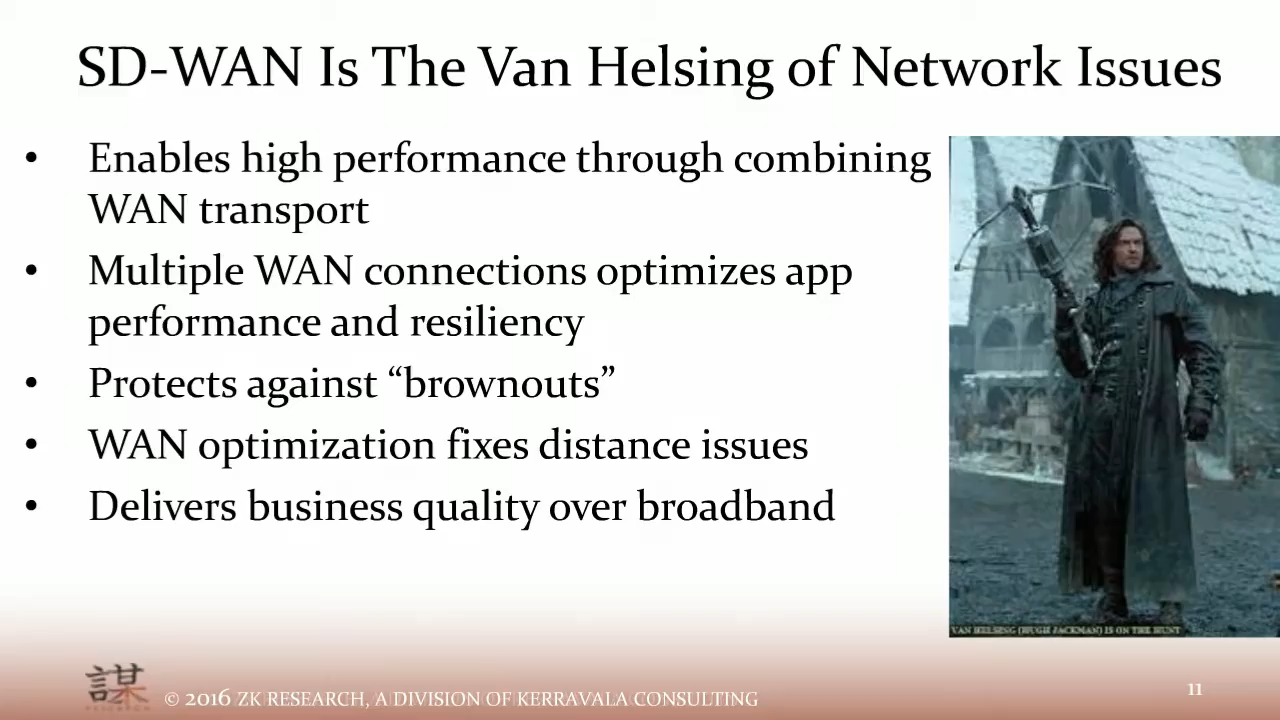 SD-WAN Is The Van Helsing of Network Issues
• Enables high performance through combining
WAN transport
• Multiple WAN connections optimizes app
performance and resiliency
• Protects against “brownouts”
• WAN optimization fixes distance issues
• Delivers business quality over broadband
VAN HELSING (HUGH JACKMAN) IS ON THE HUNT
謀
RESEARCH
© 2016 ZK RESEARCH, A DIVISION OF KERRAVALA CONSULTING
11